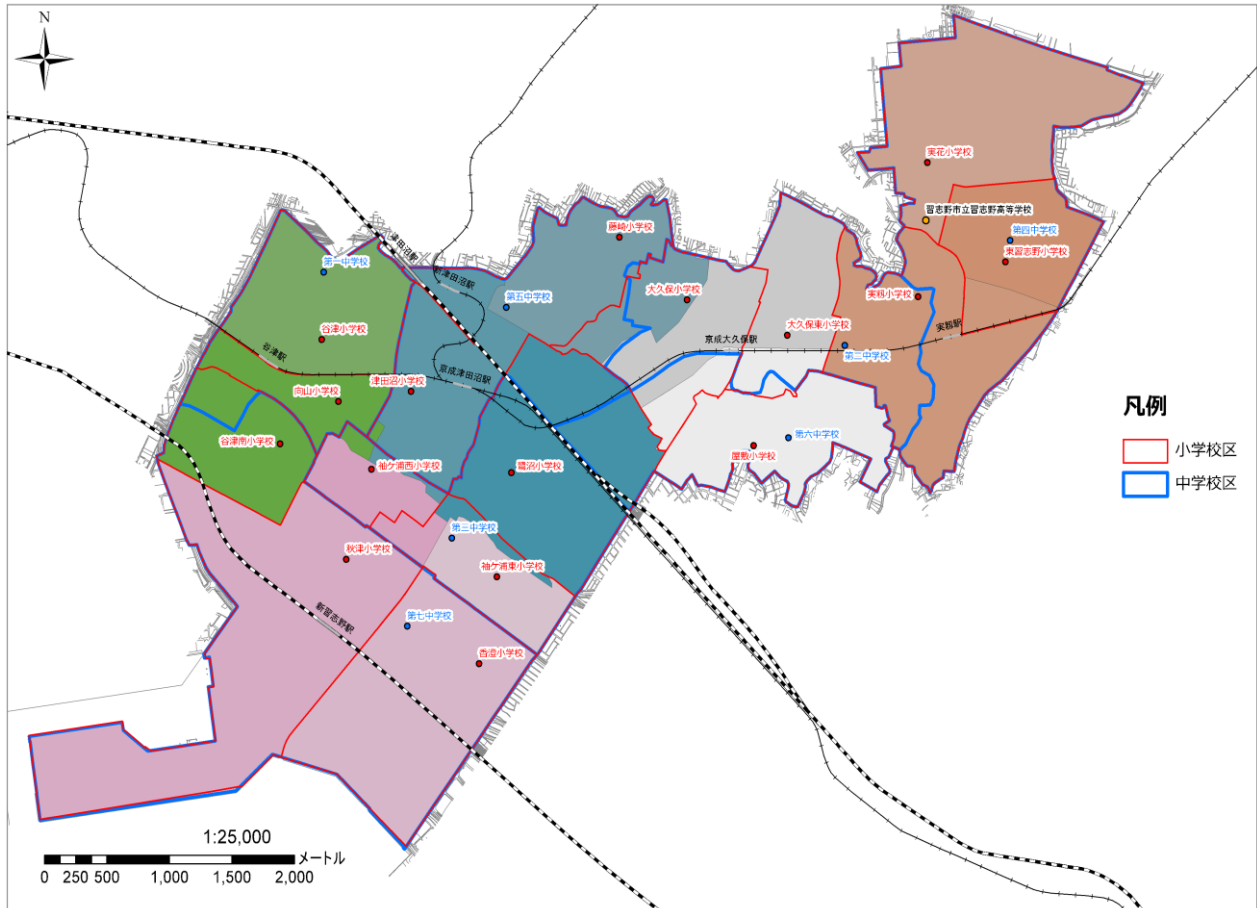 N
実花小学校
習志野市立習志野高等学校
第四中学校
東習志野小学校
藤崎小学校
津田沼駅
新津田沼駅
第一中学校
第五中学校
大久保小学校
実籾小学校
谷津小学校
大久保東小学校
実籾駅
京成大久保駅
第二中学校
谷津駅
京成津田沼駅
向山小学校
津田沼小学校
谷津南小学校
第六中学校
屋敷小学校
袖ケ浦西小学校
鷺沼小学校
第三中学校
秋津小学校
袖ケ浦東小学校
新習志野駅
第七中学校
香澄小学校
凡例
小学校区
中学校区
1:25,000
メートル
0 250 500 1,000 1,500 2,000